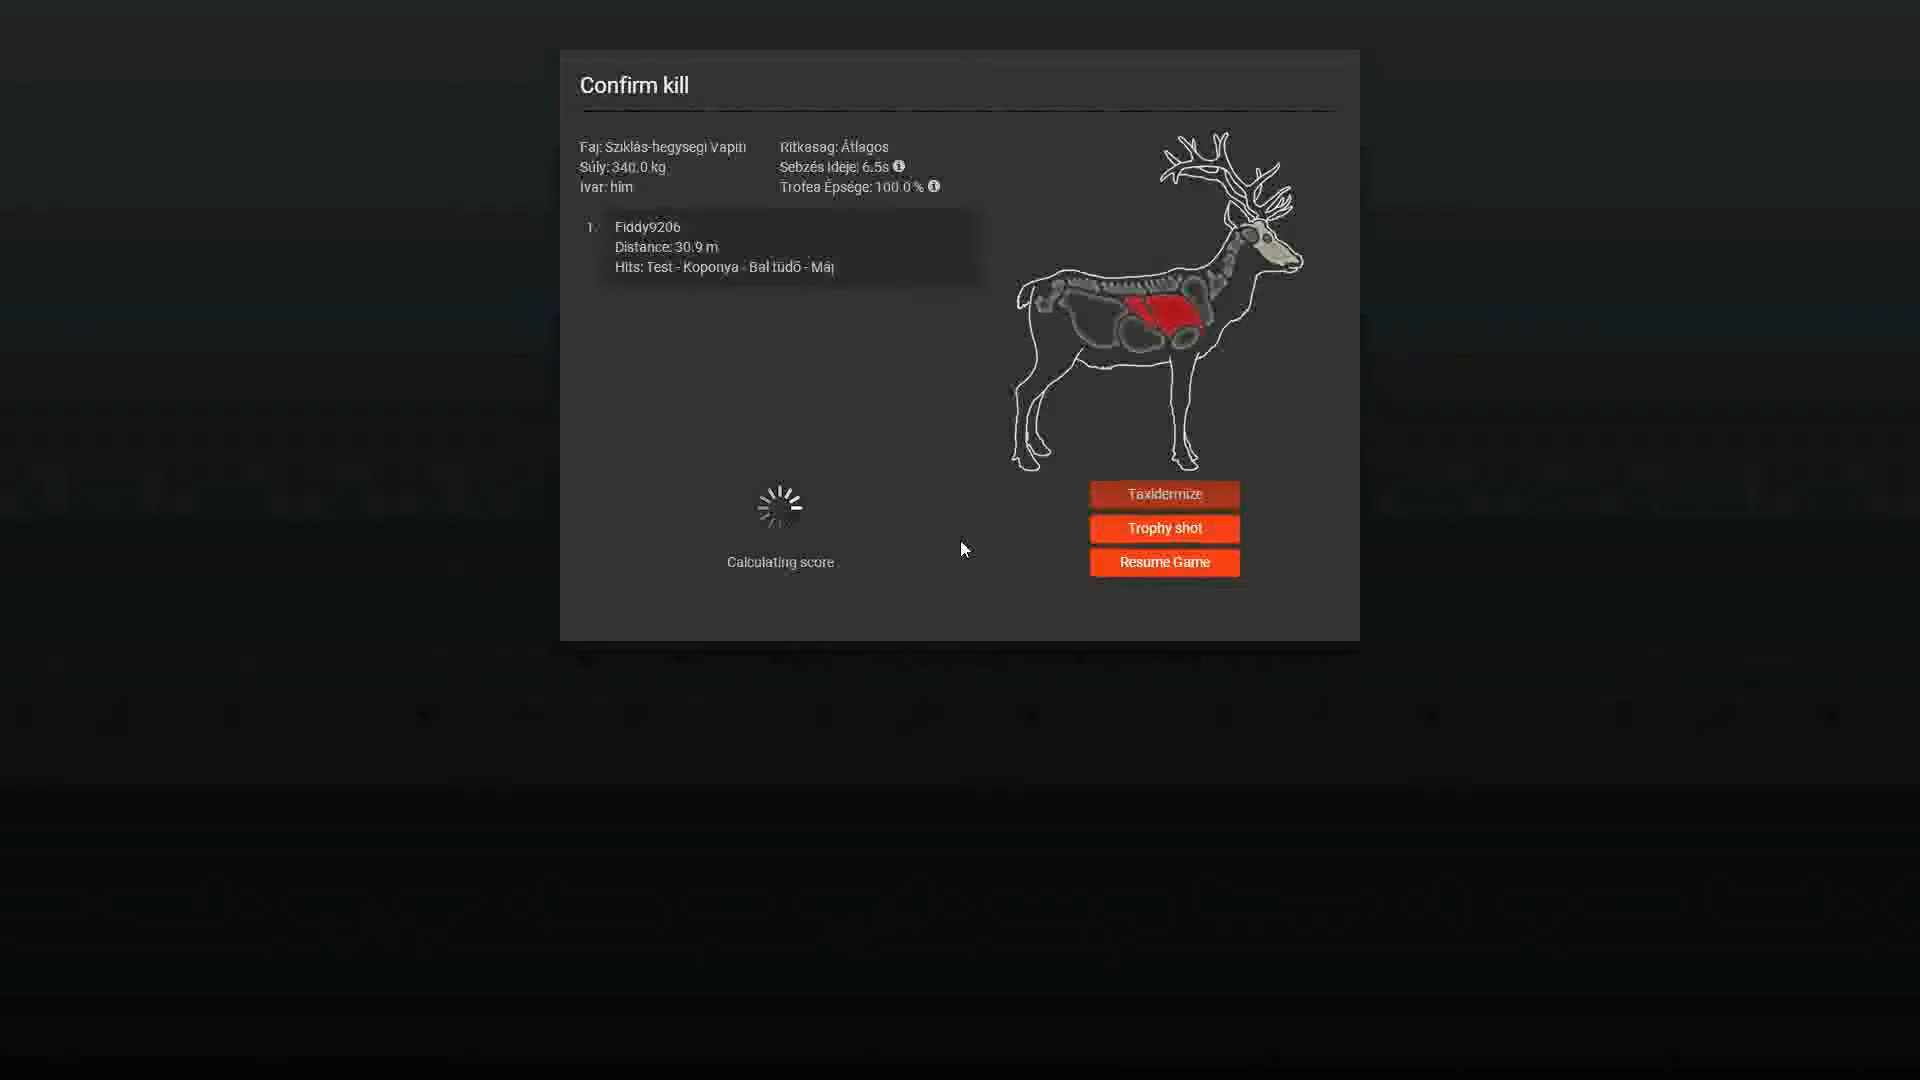 Confirm kill
Faj: Sziklás-hegységi Vapiti
Ritkaság: Átlagos
Súly: 340.0 kg
Sebzés Ideje: 6.5s
Ivar: hím
Trófea Épsége: 100.0 %
1. Fiddy9206
Distance: 30.9 m
Hits: Test - Koponya - Bal tüdő - Máj
Taxidermize
Trophy shot
Calculating score
Resume Game